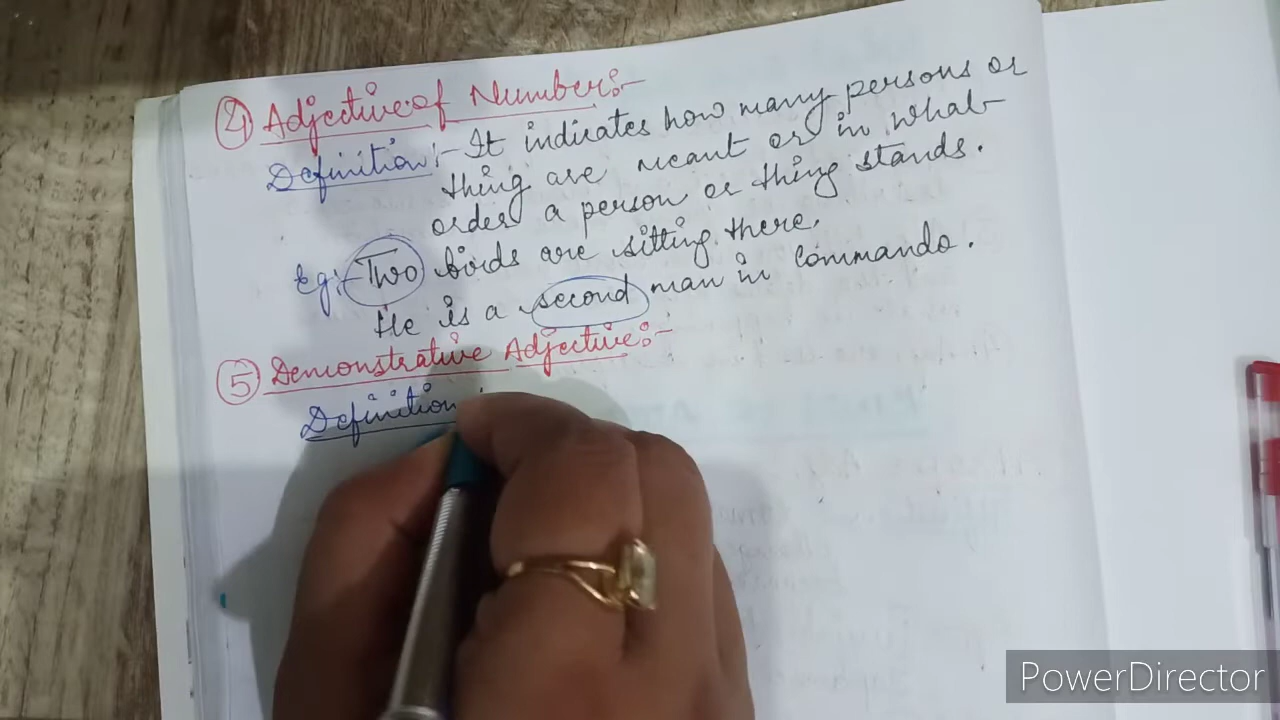 ④ Adjective of Number:-
Definition:- It indicates how many persons or
thing are meant or in what
order a person or thing stands.
Eg:- Two birds are sitting there.
He is a second man in commando.
⑤ Demonstrative Adjective:-
Definition:
PowerDirector